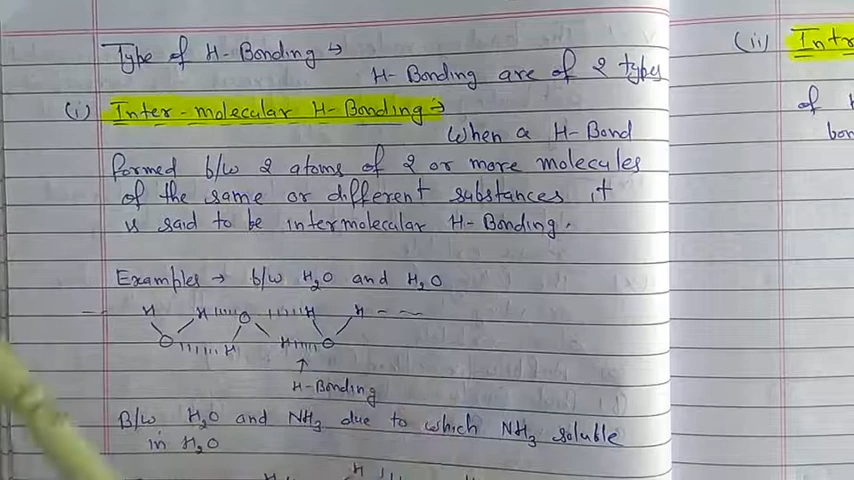 Type of H-Bonding →
H-Bonding are of 2 types
(i) Inter-molecular H-Bonding →
When a H-Bond
formed b/w 2 atoms of 2 or more molecules
of the same or different substances it
is said to be intermolecular H-Bonding.
Examples → b/w H₂O and H₂O
H H O H H
O H H O
H-Bonding
B/w H₂O and NH₃ due to which NH₃ soluble
in H₂O
H H
(ii)
of
bon